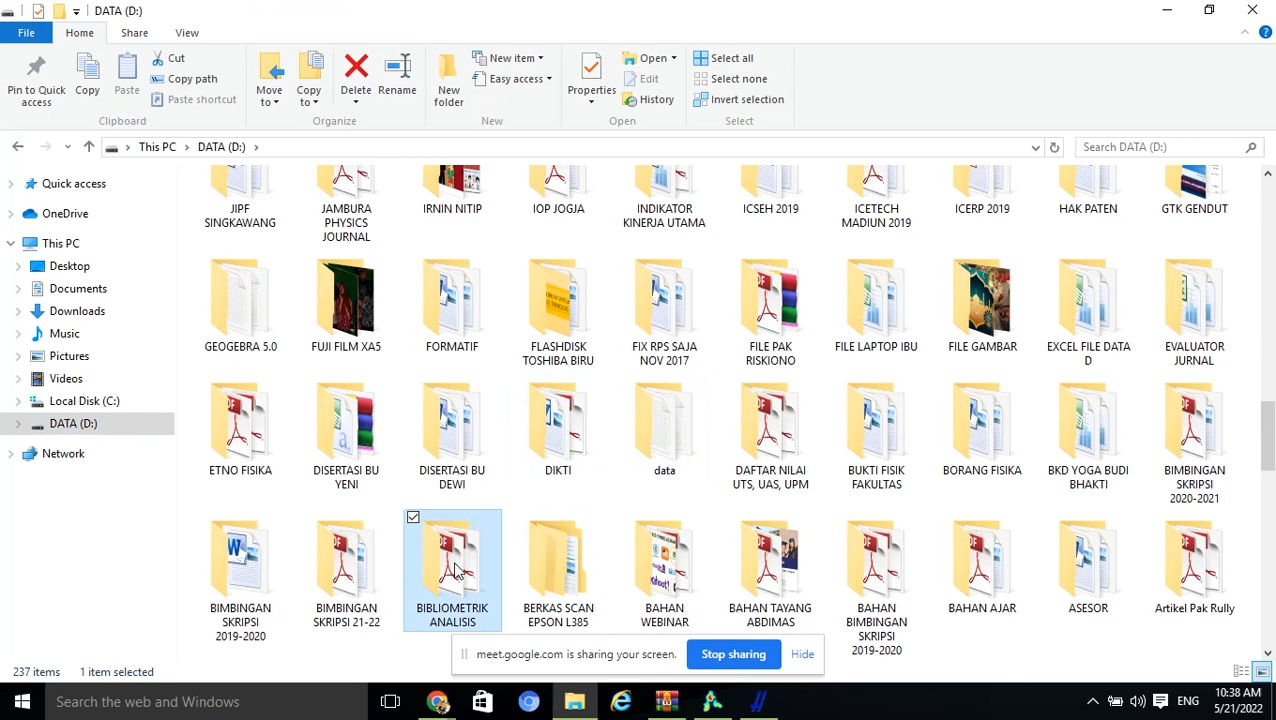 DATA (D:)
File
Home
Share
View
Pin to Quick
access
Copy
Paste
Cut
Copy path
Paste shortcut
Clipboard
Move
to
Copy
to
Delete
Rename
Organize
New
folder
New item
Easy access
New
Properties
Open
Edit
History
Open
Select all
Select none
Invert selection
Select
This PC
DATA (D:)
Search DATA (D:)
Quick access
OneDrive
This PC
Desktop
Documents
Downloads
Music
Pictures
Videos
Local Disk (C:)
DATA (D:)
Network
JIPF
SINGKAWANG
JAMBURA
PHYSICS
JOURNAL
IRNIN NITIP
IOP JOGJA
INDIKATOR
KINERJA UTAMA
ICSEH 2019
ICETECH
MADIUN 2019
ICERP 2019
HAK PATEN
GTK GENDUT
GEOGEBRA 5.0
FUJI FILM XA5
FORMATIF
FLASHDISK
TOSHIBA BIRU
FIX RPS SAJA
NOV 2017
FILE PAK
RISKIONO
FILE LAPTOP IBU
FILE GAMBAR
EXCEL FILE DATA
D
EVALUATOR
JURNAL
ETNO FISIKA
DISERTASI BU
YENI
DISERTASI BU
DEWI
DIKTI
data
DAFTAR NILAI
UTS, UAS, UPM
BUKTI FISIK
FAKULTAS
BORANG FISIKA
BKD YOGA BUDI
BHAKTI
BIMBINGAN
SKRIPSI
2020-2021
BIMBINGAN
SKRIPSI
2019-2020
BIMBINGAN
SKRIPSI 21-22
BIBLIOMETRIK
ANALISIS
BERKAS SCAN
EPSON L385
BAHAN
WEBINAR
BAHAN TAYANG
ABDIMAS
BAHAN
BIMBINGAN
SKRIPSI
2019-2020
BAHAN AJAR
ASESOR
Artikel Pak Rully
meet.google.com is sharing your screen.
Stop sharing
Hide
237 items
1 item selected
Search the web and Windows
ENG
10:38 AM
5/21/2022